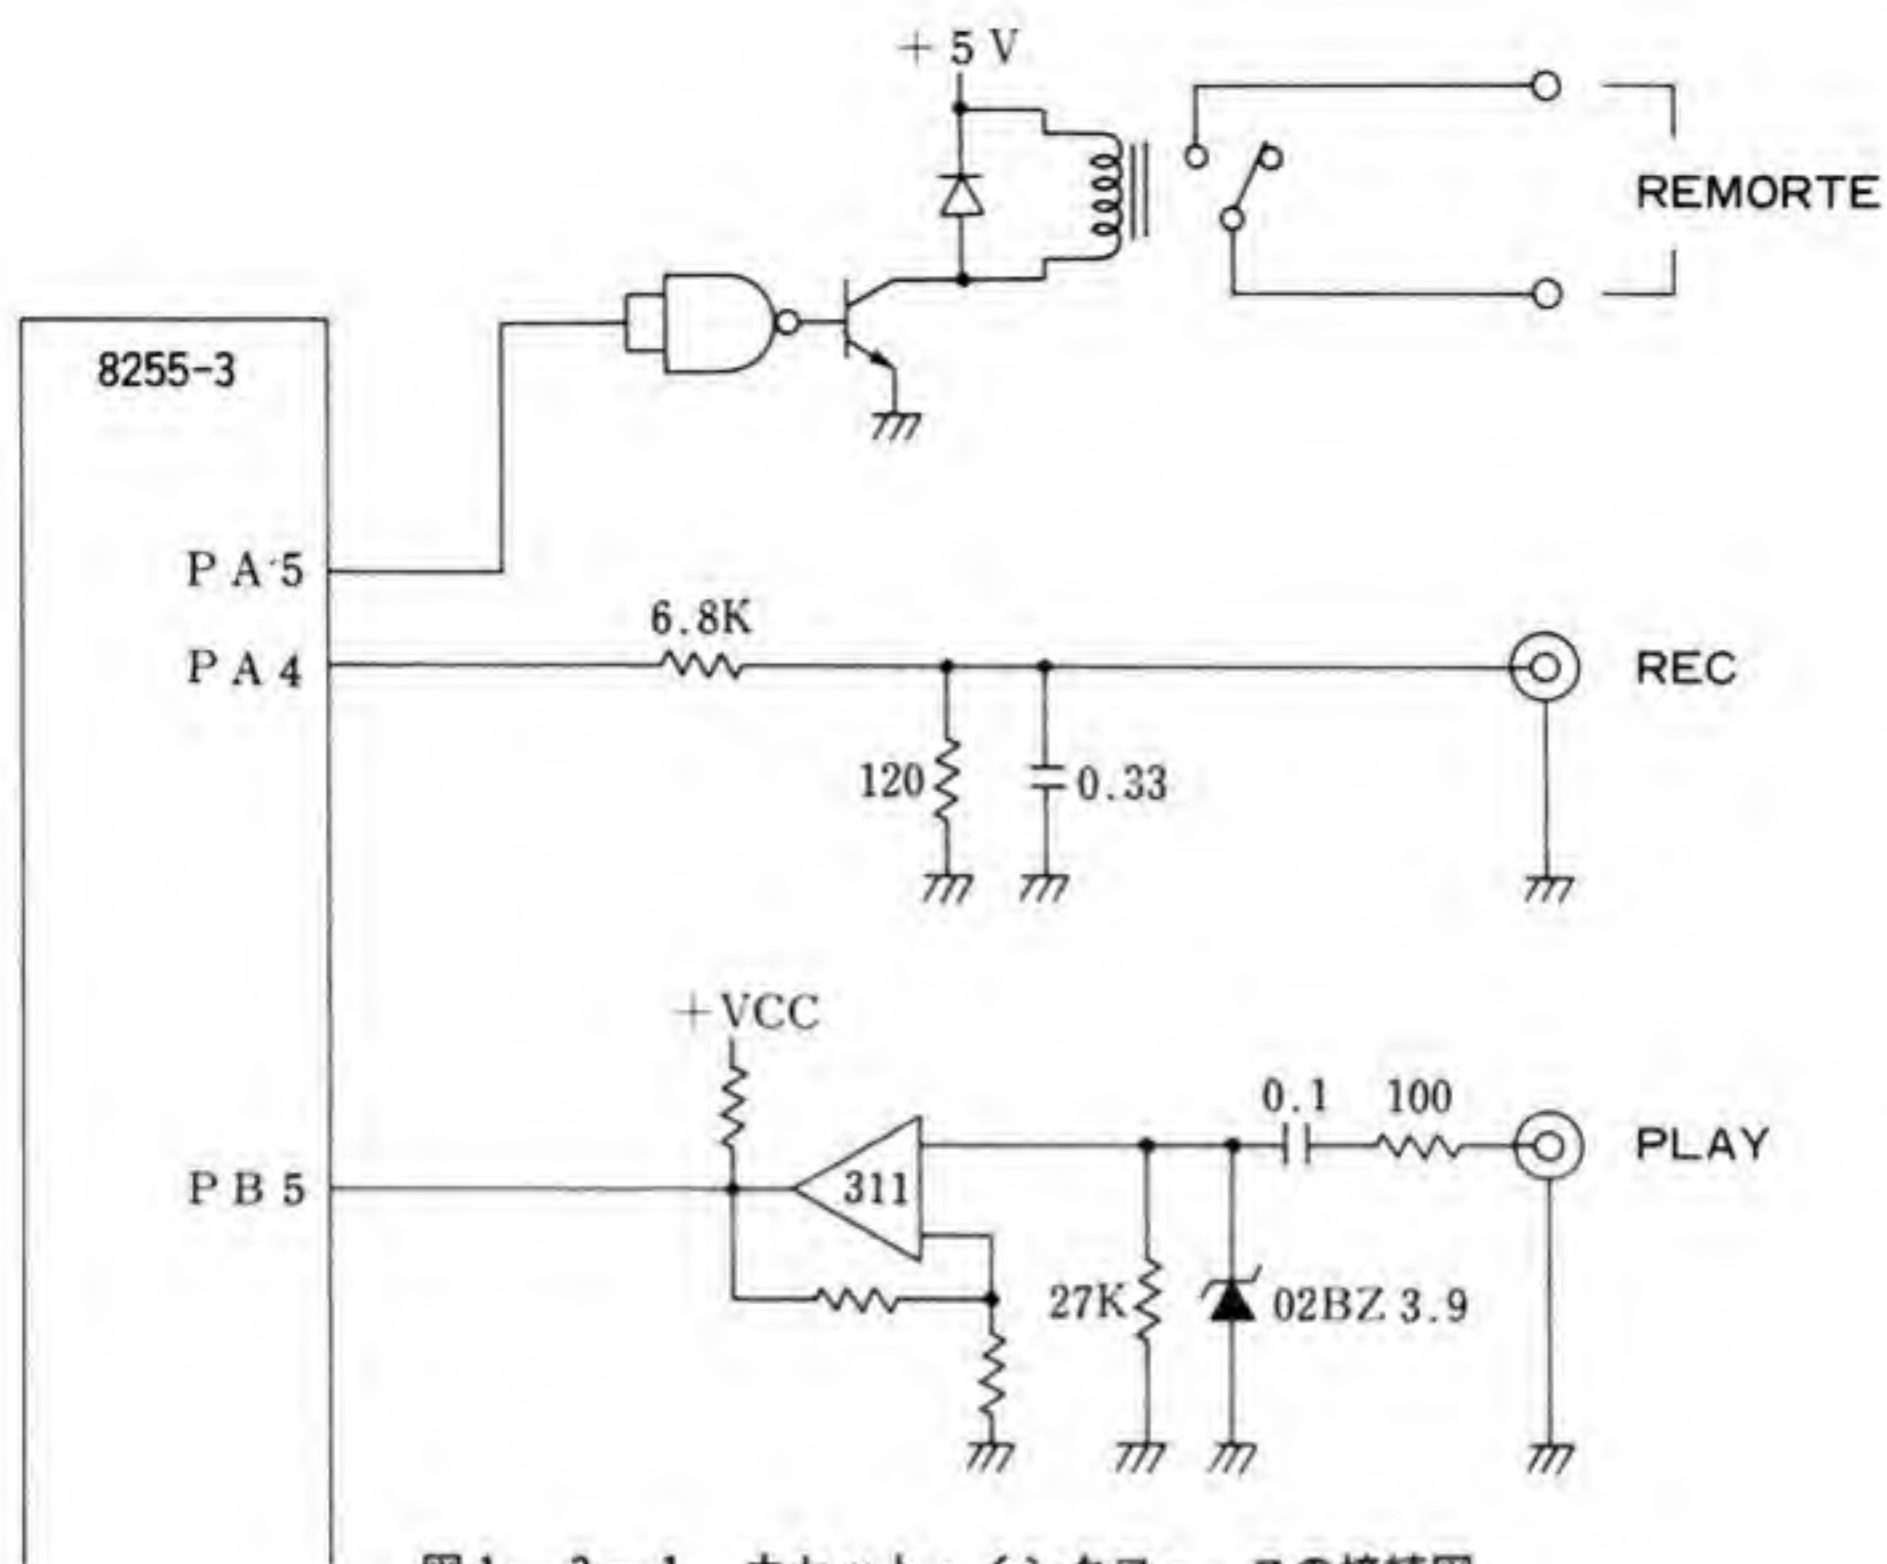 +5V
REMORTE
8255-3
PA5
6.8K
PA4
REC
120
0.33
+VCC
0.1
100
PLAY
PB5
311
27K
02BZ 3.9